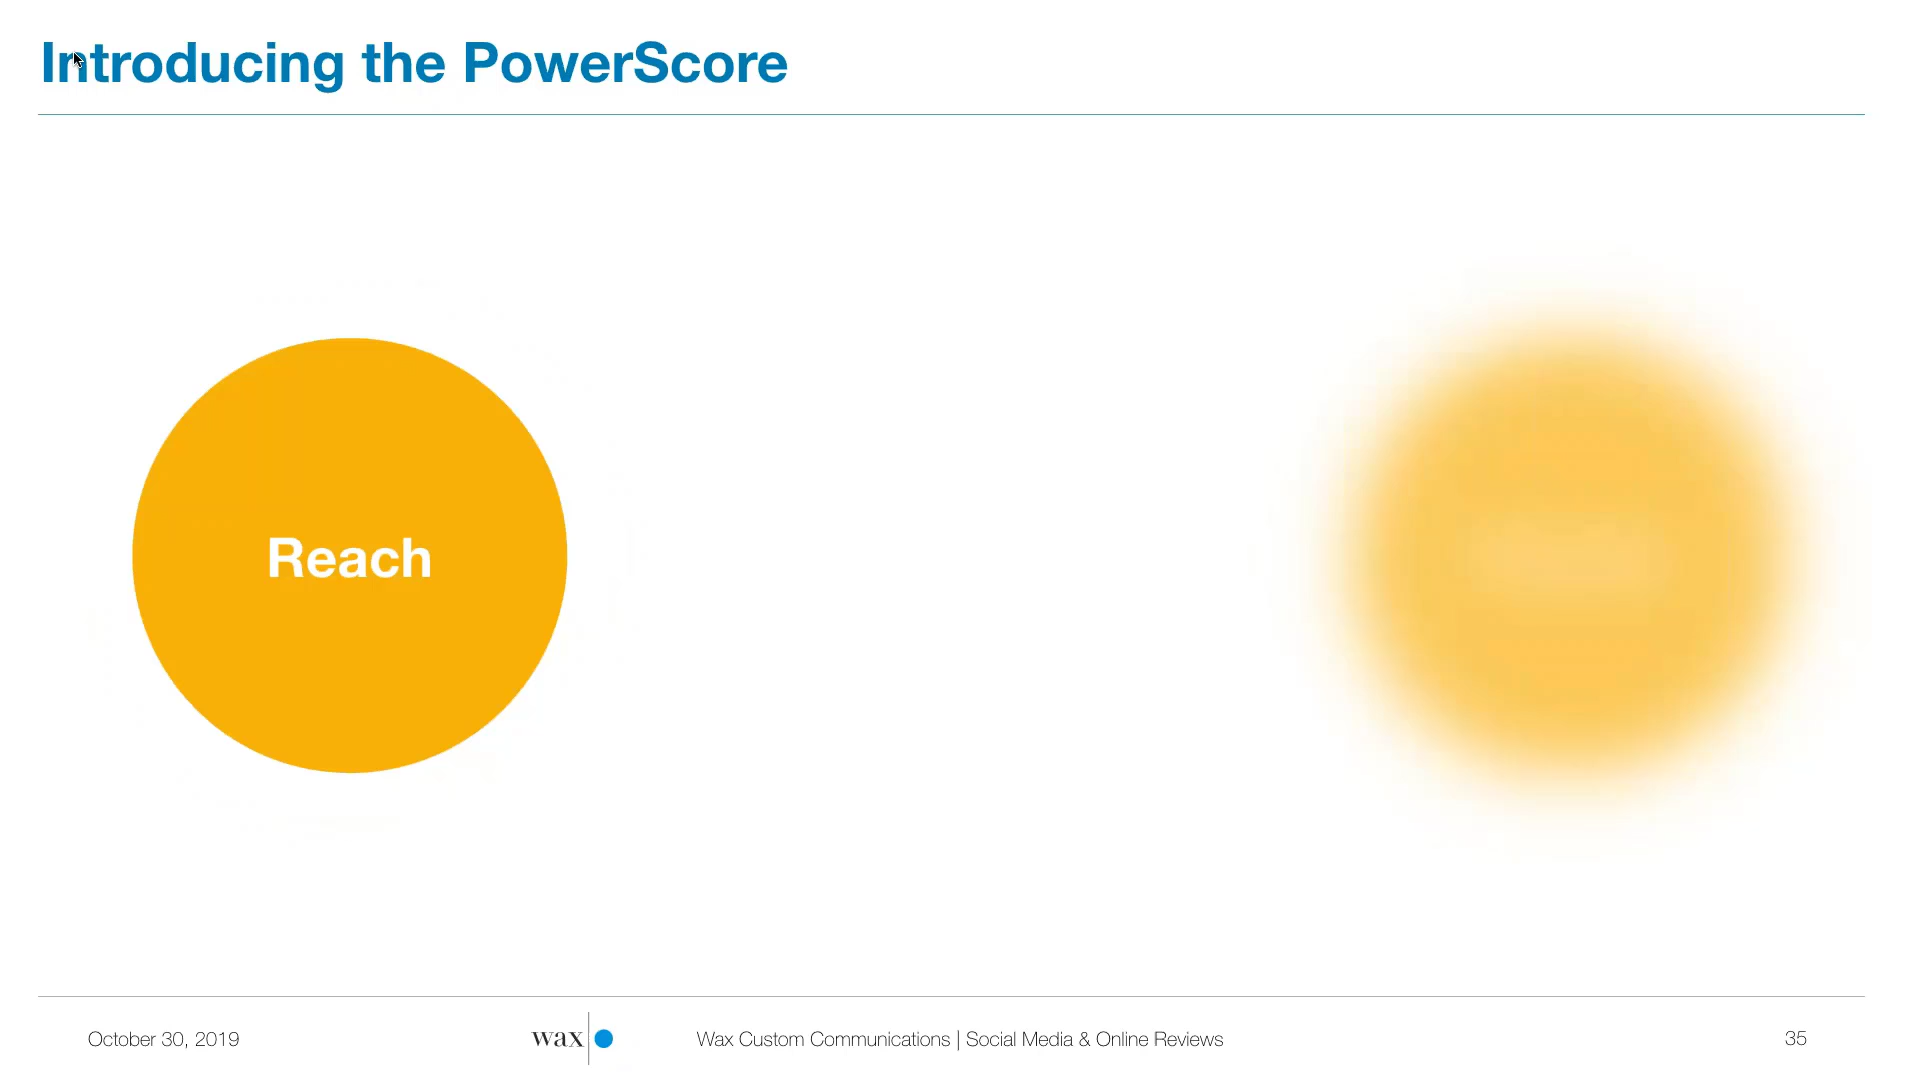 Introducing the PowerScore
Reach
October 30, 2019
wax
Wax Custom Communications | Social Media & Online Reviews
35